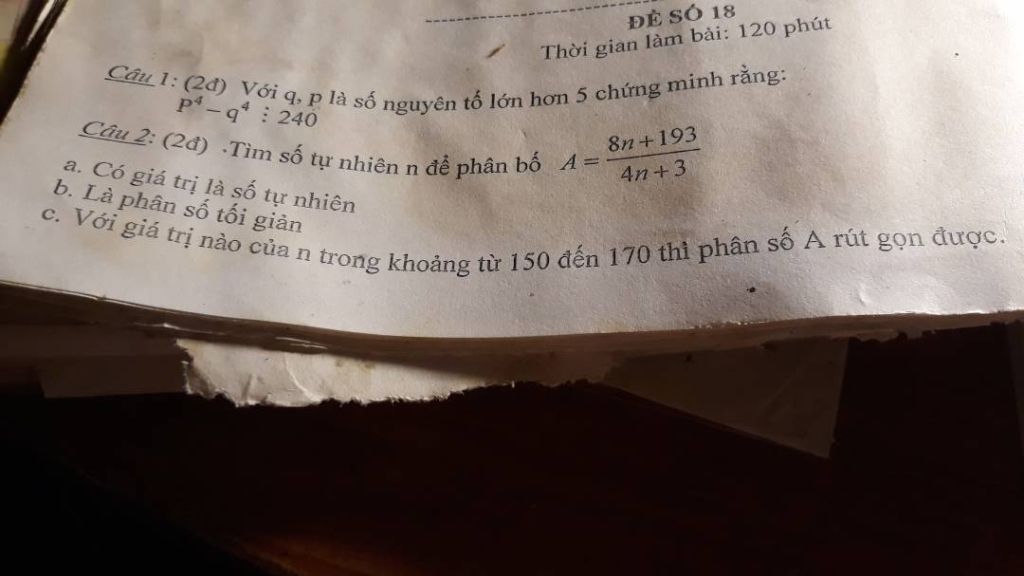 ĐỀ SỐ 18
Thời gian làm bài: 120 phút
Câu 1: (2đ) Với q, p là số nguyên tố lớn hơn 5 chứng minh rằng:
P⁴ – q⁴ ⋮ 240
Câu 2: (2đ) .Tìm số tự nhiên n để phân bố A = (8n + 193)/(4n + 3)
a. Có giá trị là số tự nhiên
b. Là phân số tối giản
c. Với giá trị nào của n trong khoảng từ 150 đến 170 thì phân số A rút gọn được.